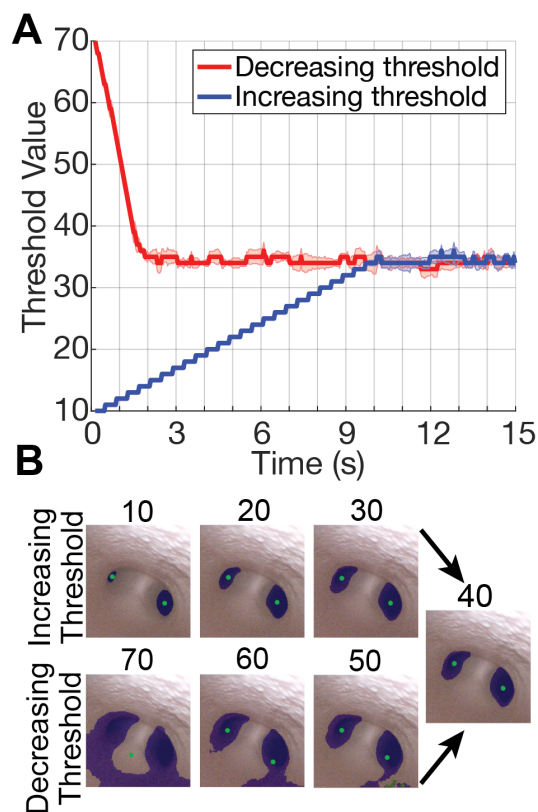 A
Threshold Value
70
60
50
40
30
20
10
Decreasing threshold
Increasing threshold
0 3 6 9 12 15
Time (s)
B
Increasing
Threshold
10 20 30
40
Decreasing
Threshold
70 60 50